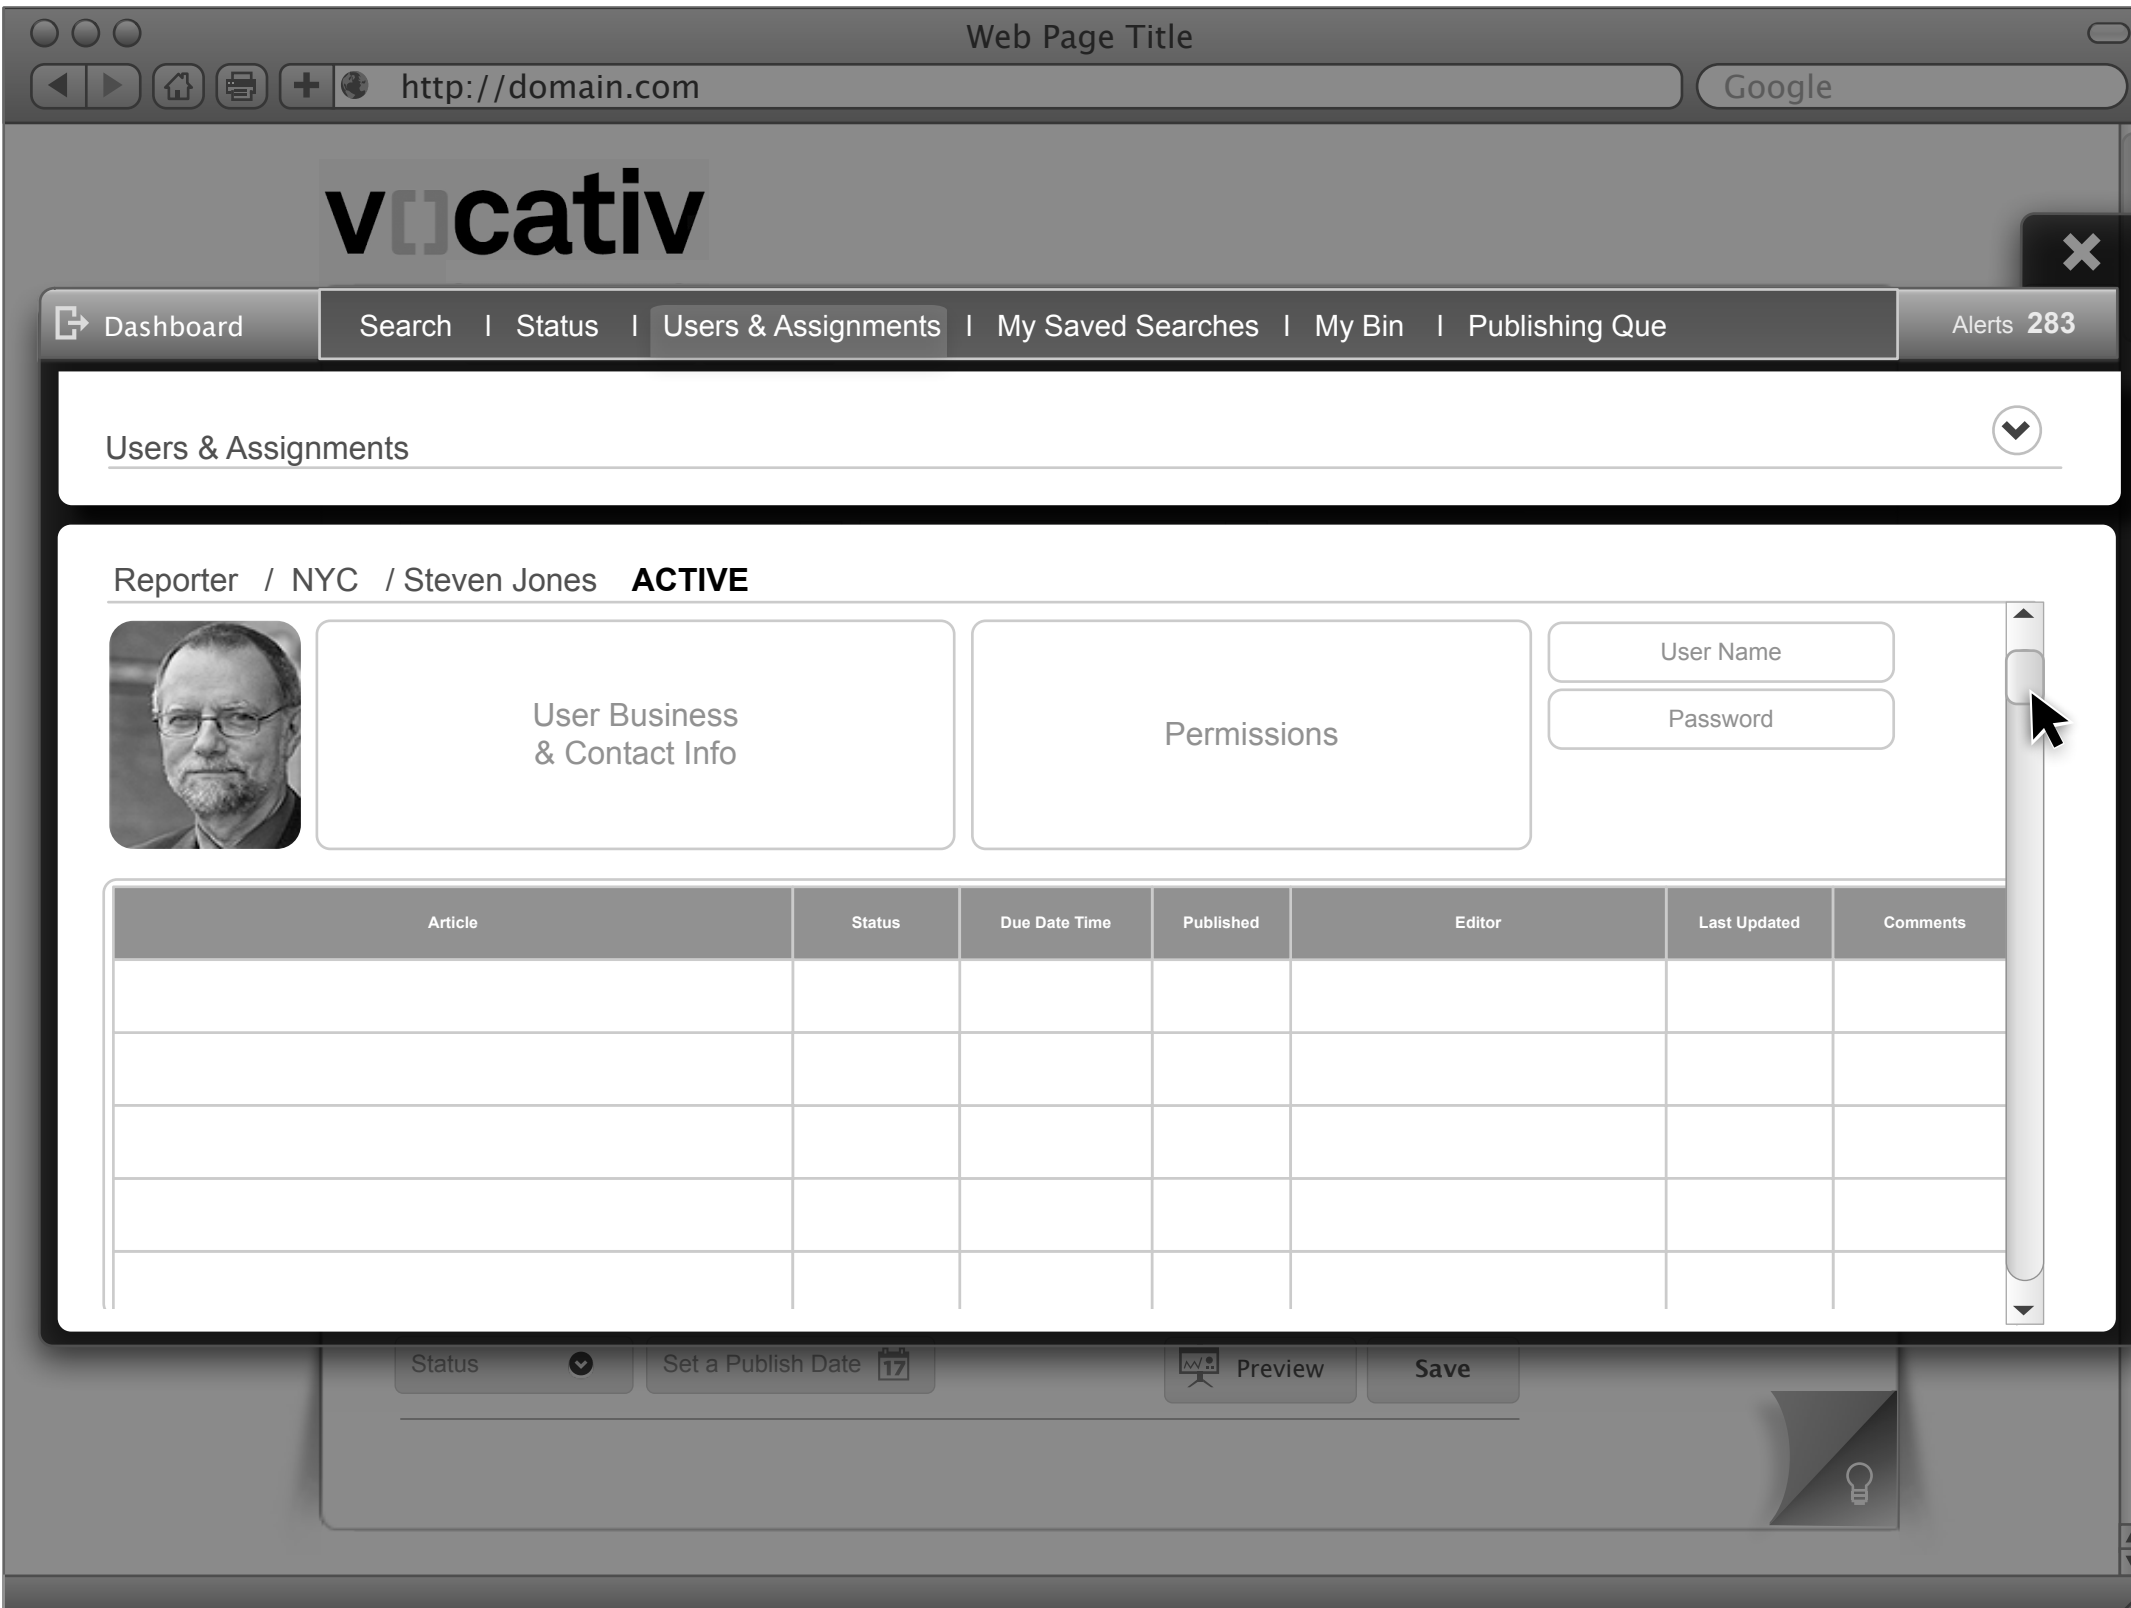 Web Page Title
http://domain.com
Google
v[]cativ
Dashboard
Search | Status | Users & Assignments | My Saved Searches | My Bin | Publishing Que
Alerts 283
Users & Assignments
Reporter / NYC / Steven Jones ACTIVE
User Business
& Contact Info
Permissions
User Name
Password
Article Status Due Date Time Published Editor Last Updated Comments
Status
Set a Publish Date 17
Preview
Save